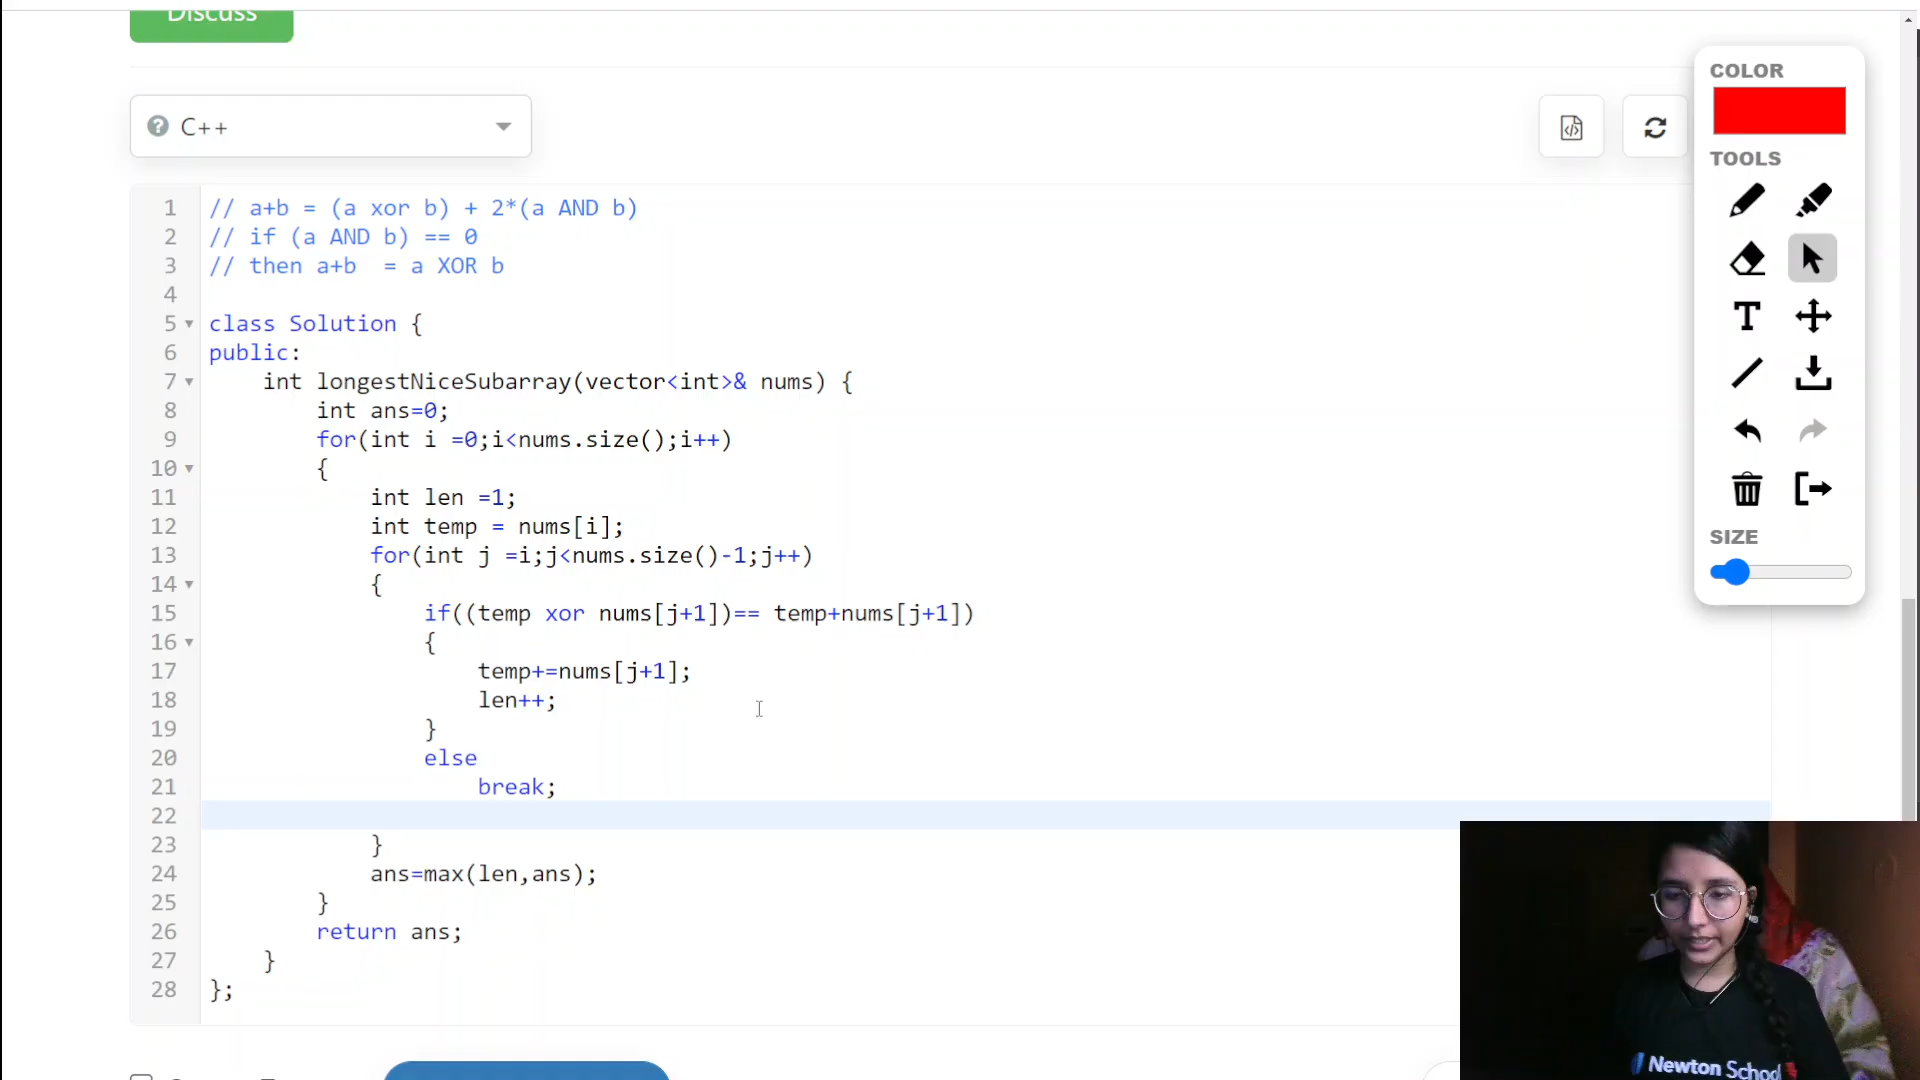 Discuss
C++
COLOR
TOOLS
SIZE
1 // a+b = (a xor b) + 2*(a AND b)
2 // if (a AND b) == 0
3 // then a+b  = a XOR b
4
5 class Solution {
6 public:
7     int longestNiceSubarray(vector<int>& nums) {
8         int ans=0;
9         for(int i =0;i<nums.size();i++)
10         {
11             int len =1;
12             int temp = nums[i];
13             for(int j =i;j<nums.size()-1;j++)
14             {
15                 if((temp xor nums[j+1])== temp+nums[j+1])
16                 {
17                     temp+=nums[j+1];
18                     len++;
19                 }
20                 else
21                     break;
22
23             }
24             ans=max(len,ans);
25         }
26         return ans;
27     }
28 };
Newton School